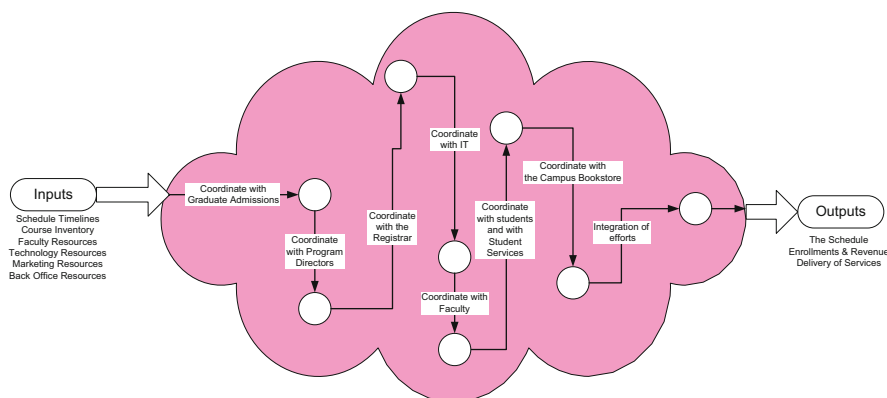 Inputs
Schedule Timelines
Course Inventory
Faculty Resources
Technology Resources
Marketing Resources
Back Office Resources
Coordinate with
Graduate Admissions
Coordinate
with Program
Directors
Coordinate
with the
Registrar
Coordinate
with IT
Coordinate with
Faculty
Coordinate
with students
and with
Student
Services
Coordinate with
the Campus Bookstore
Integration of
efforts
Outputs
The Schedule
Enrollments & Revenue
Delivery of Services